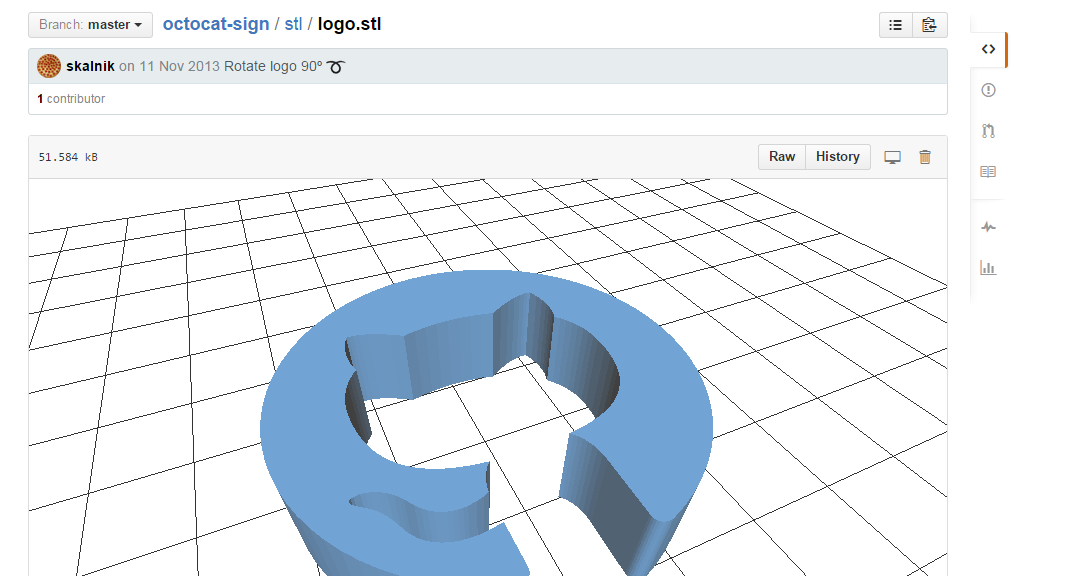 Branch: master octocat-sign / stl / logo.stl
skalnik on 11 Nov 2013 Rotate logo 90º
1 contributor
51.584 kB Raw History